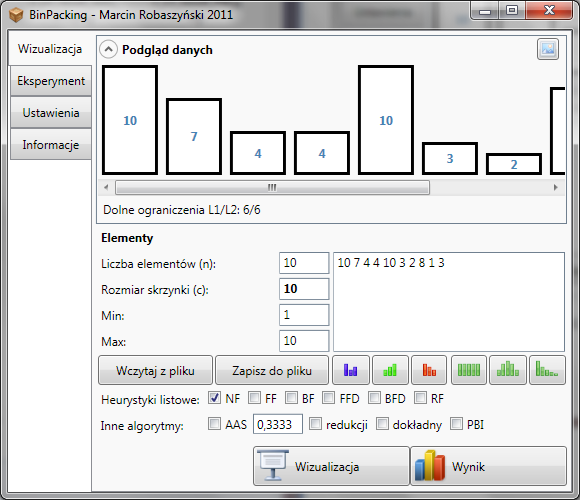 BinPacking - Marcin Robaszyński 2011
Wizualizacja
Eksperyment
Ustawienia
Informacje
Podgląd danych
10 7 4 4 10 3 2
Dolne ograniczenia L1/L2: 6/6
Elementy
Liczba elementów (n): 10
10 7 4 4 10 3 2 8 1 3
Rozmiar skrzynki (c): 10
Min: 1
Max: 10
Wczytaj z pliku Zapisz do pliku
Heurystyki listowe: NF FF BF FFD BFD RF
Inne algorytmy: AAS 0,3333 redukcji dokładny PBI
Wizualizacja Wynik